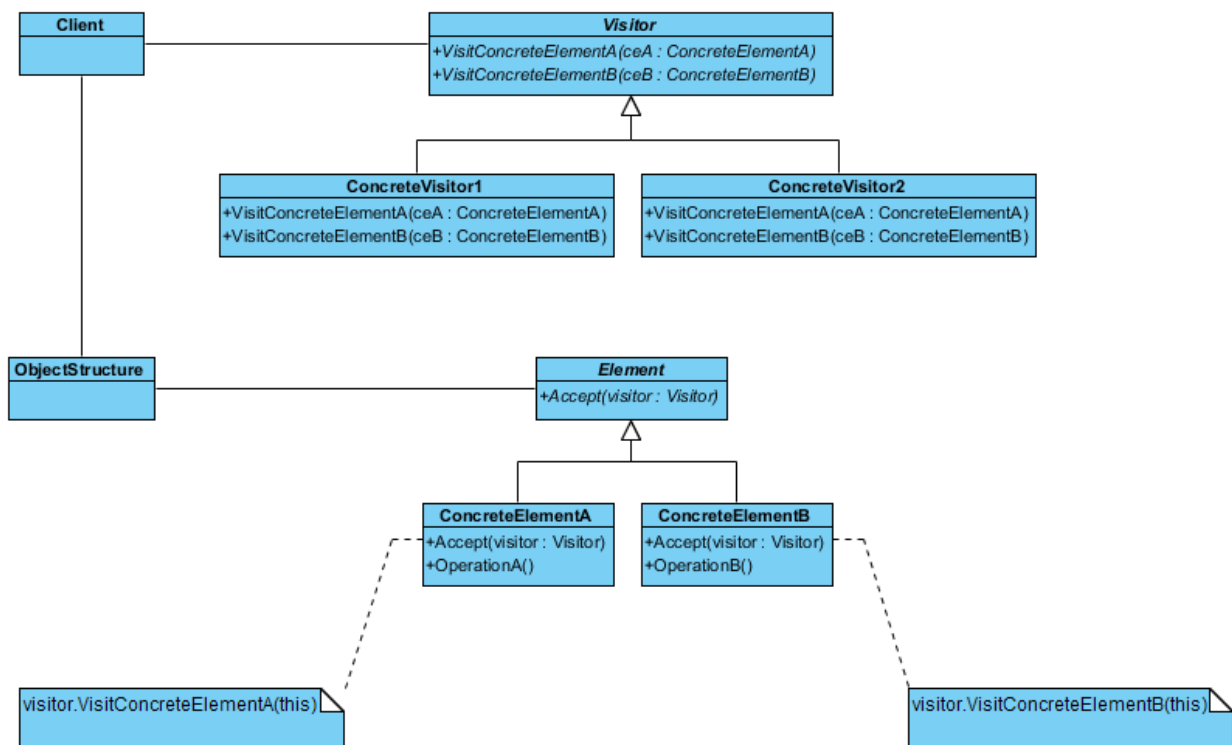 Client
Visitor
+VisitConcreteElementA(ceA : ConcreteElementA)
+VisitConcreteElementB(ceB : ConcreteElementB)
ConcreteVisitor1
+VisitConcreteElementA(ceA : ConcreteElementA)
+VisitConcreteElementB(ceB : ConcreteElementB)
ConcreteVisitor2
+VisitConcreteElementA(ceA : ConcreteElementA)
+VisitConcreteElementB(ceB : ConcreteElementB)
ObjectStructure
Element
+Accept(visitor : Visitor)
ConcreteElementA
+Accept(visitor : Visitor)
+OperationA()
ConcreteElementB
+Accept(visitor : Visitor)
+OperationB()
visitor.VisitConcreteElementA(this)
visitor.VisitConcreteElementB(this)